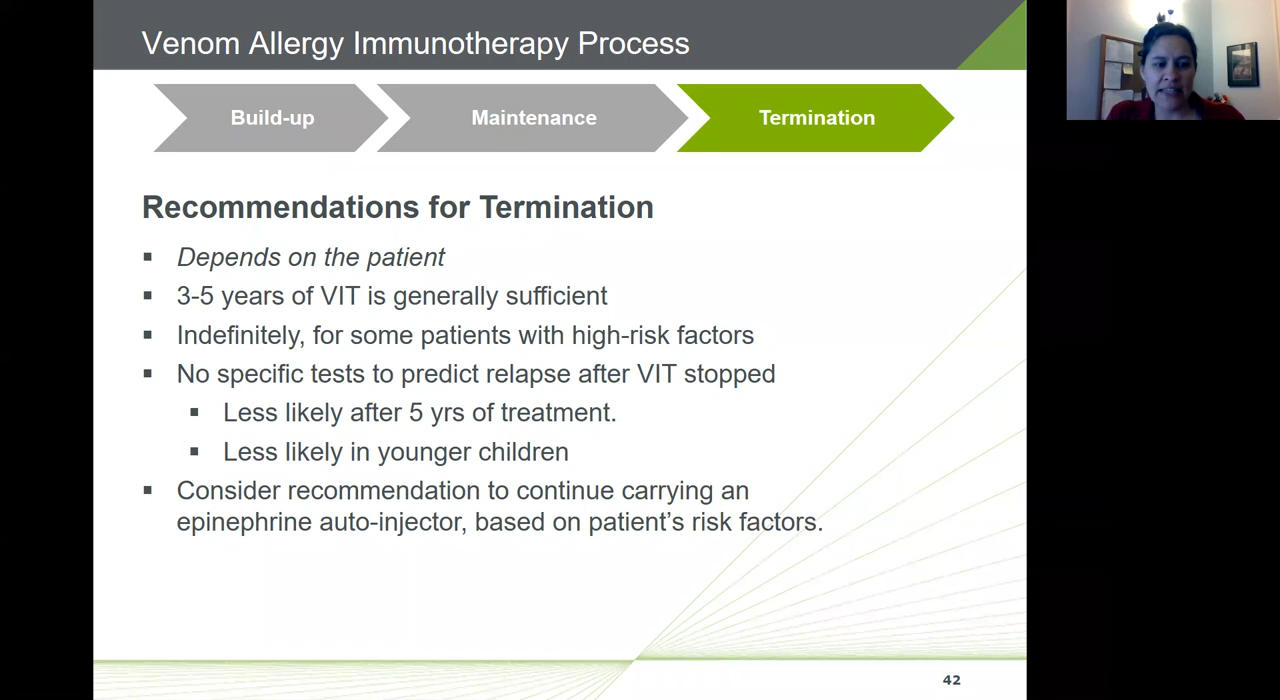 Venom Allergy Immunotherapy Process
Build-up
Maintenance
Termination
Recommendations for Termination
▪ Depends on the patient
▪ 3-5 years of VIT is generally sufficient
▪ Indefinitely, for some patients with high-risk factors
▪ No specific tests to predict relapse after VIT stopped
▪ Less likely after 5 yrs of treatment.
▪ Less likely in younger children
▪ Consider recommendation to continue carrying an
epinephrine auto-injector, based on patient’s risk factors.
42